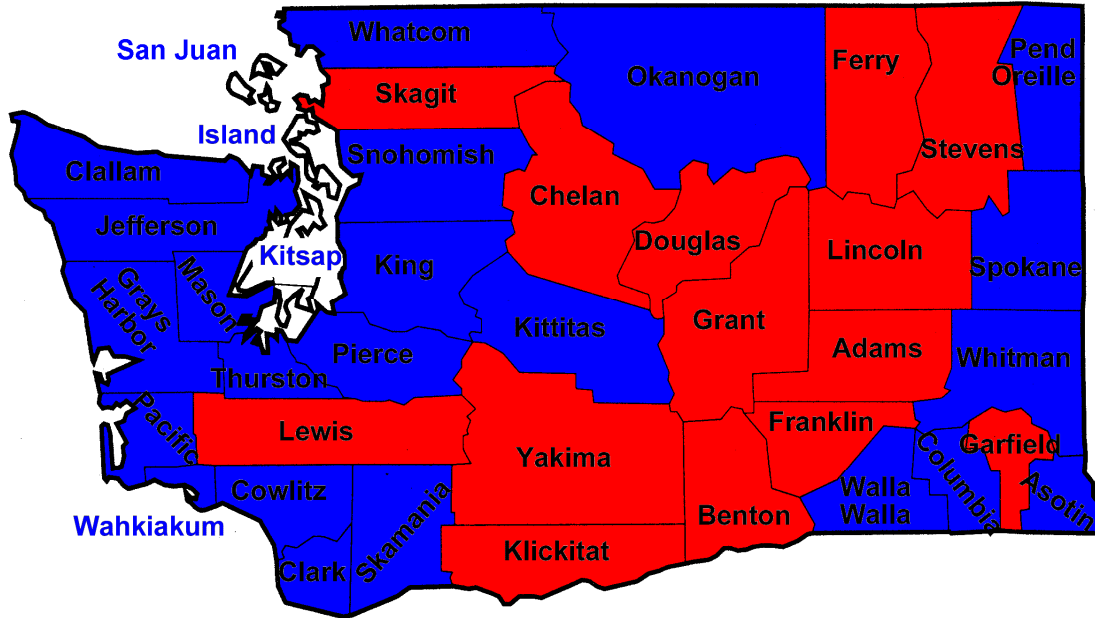 Whatcom
San Juan
Skagit
Okanogan
Ferry
Pend
Oreille
Island
Snohomish
Stevens
Clallam
Chelan
Jefferson
Douglas
Lincoln
Kitsap
King
Spokane
Mason
Grays
Harbor
Kittitas
Grant
Pierce
Adams
Whitman
Thurston
Pacific
Lewis
Franklin
Yakima
Columbia
Garfield
Cowlitz
Walla
Walla
Asotin
Wahkiakum
Skamania
Benton
Klickitat
Clark